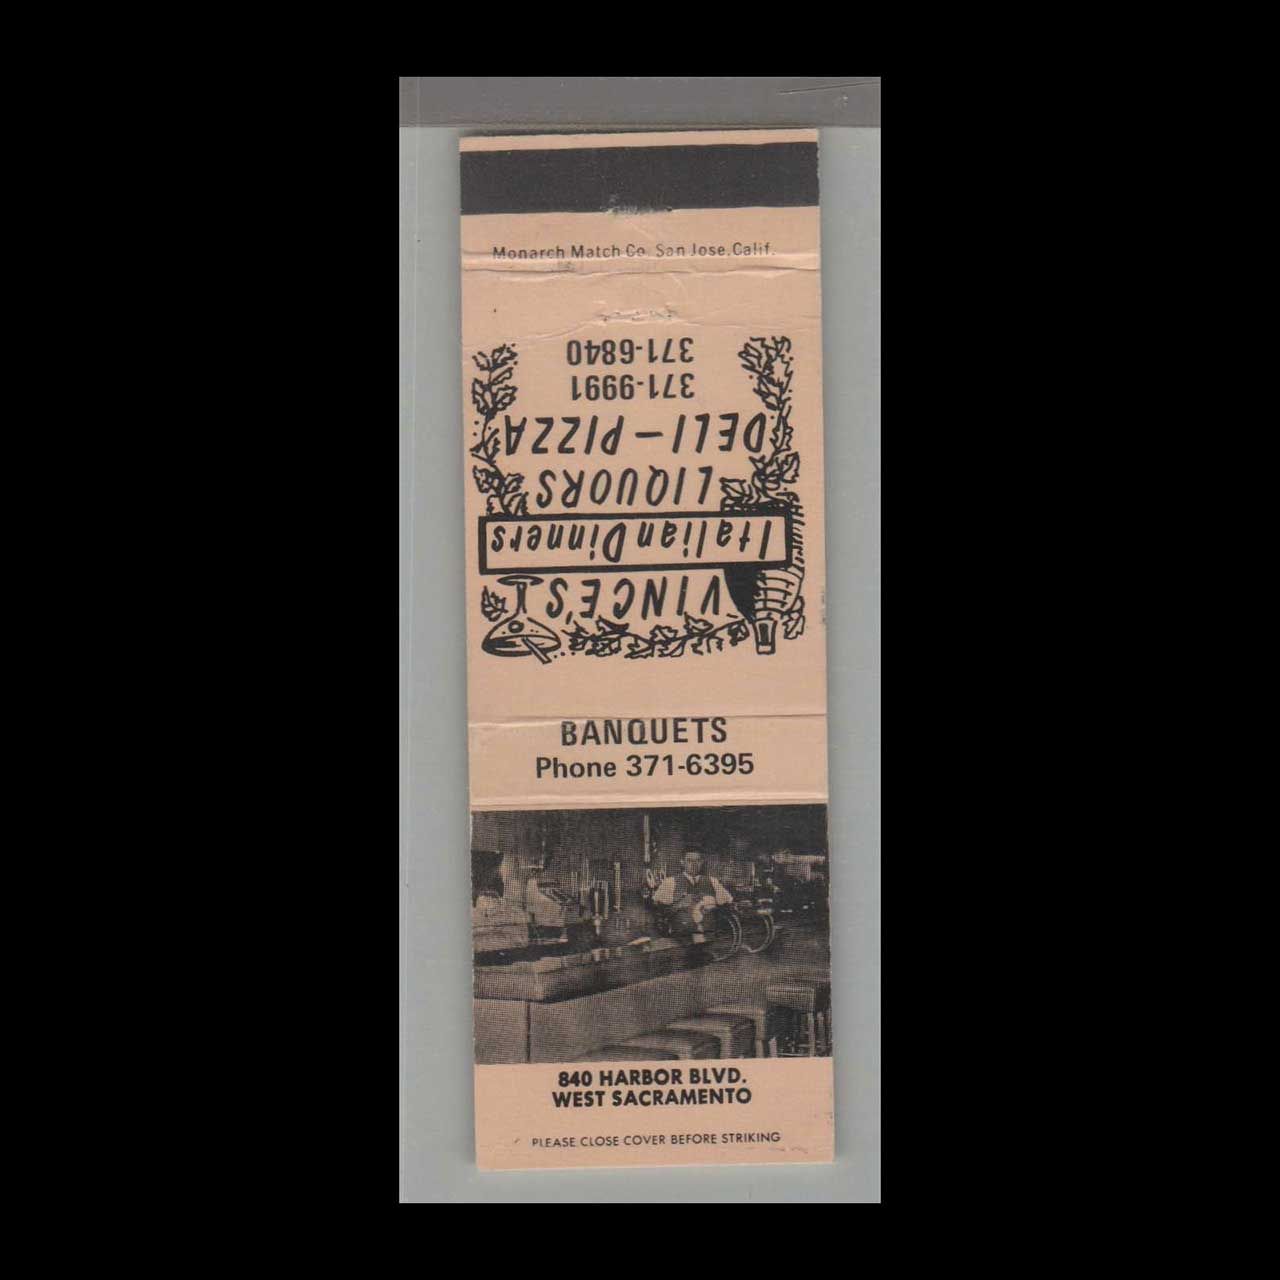 Monarch Match Co. San Jose, Calif.
VINCE'S
Italian Dinners
LIQUORS
DELI - PIZZA
371-9991
371-6840
BANQUETS
Phone 371-6395
840 HARBOR BLVD.
WEST SACRAMENTO
PLEASE CLOSE COVER BEFORE STRIKING